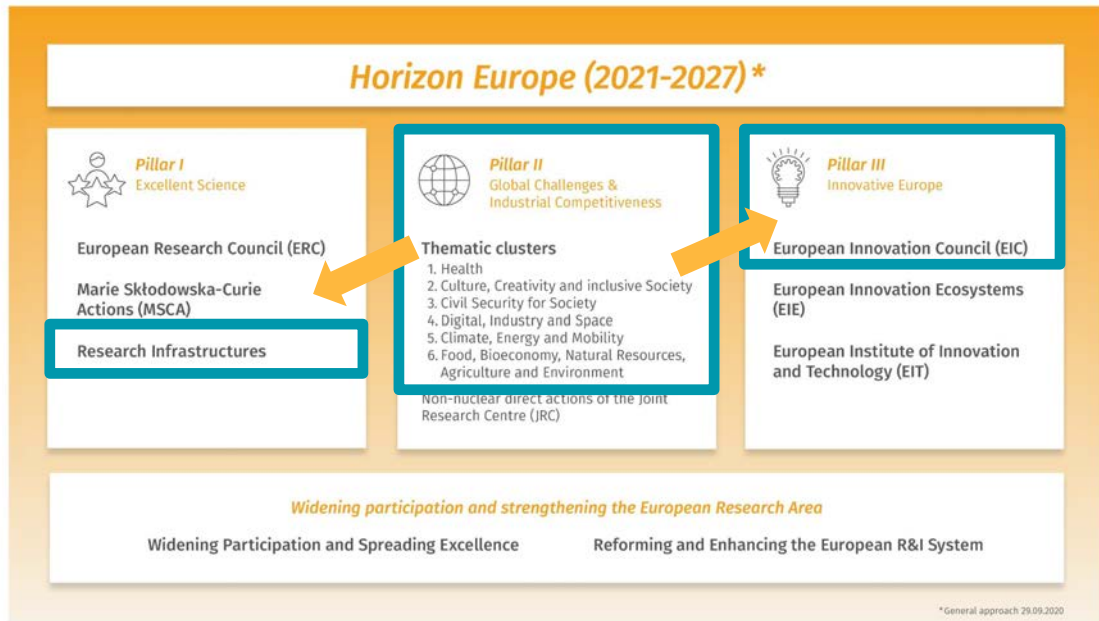 Horizon Europe (2021-2027)*
Pillar I
Excellent Science
European Research Council (ERC)
Marie Skłodowska-Curie
Actions (MSCA)
Research Infrastructures
Pillar II
Global Challenges &
Industrial Competitiveness
Thematic clusters
1. Health
2. Culture, Creativity and inclusive Society
3. Civil Security for Society
4. Digital, Industry and Space
5. Climate, Energy and Mobility
6. Food, Bioeconomy, Natural Resources,
Agriculture and Environment
Non-nuclear direct actions of the Joint
Research Centre (JRC)
Pillar III
Innovative Europe
European Innovation Council (EIC)
European Innovation Ecosystems
(EIE)
European Institute of Innovation
and Technology (EIT)
Widening participation and strengthening the European Research Area
Widening Participation and Spreading Excellence
Reforming and Enhancing the European R&I System
*General approach 29.09.2020